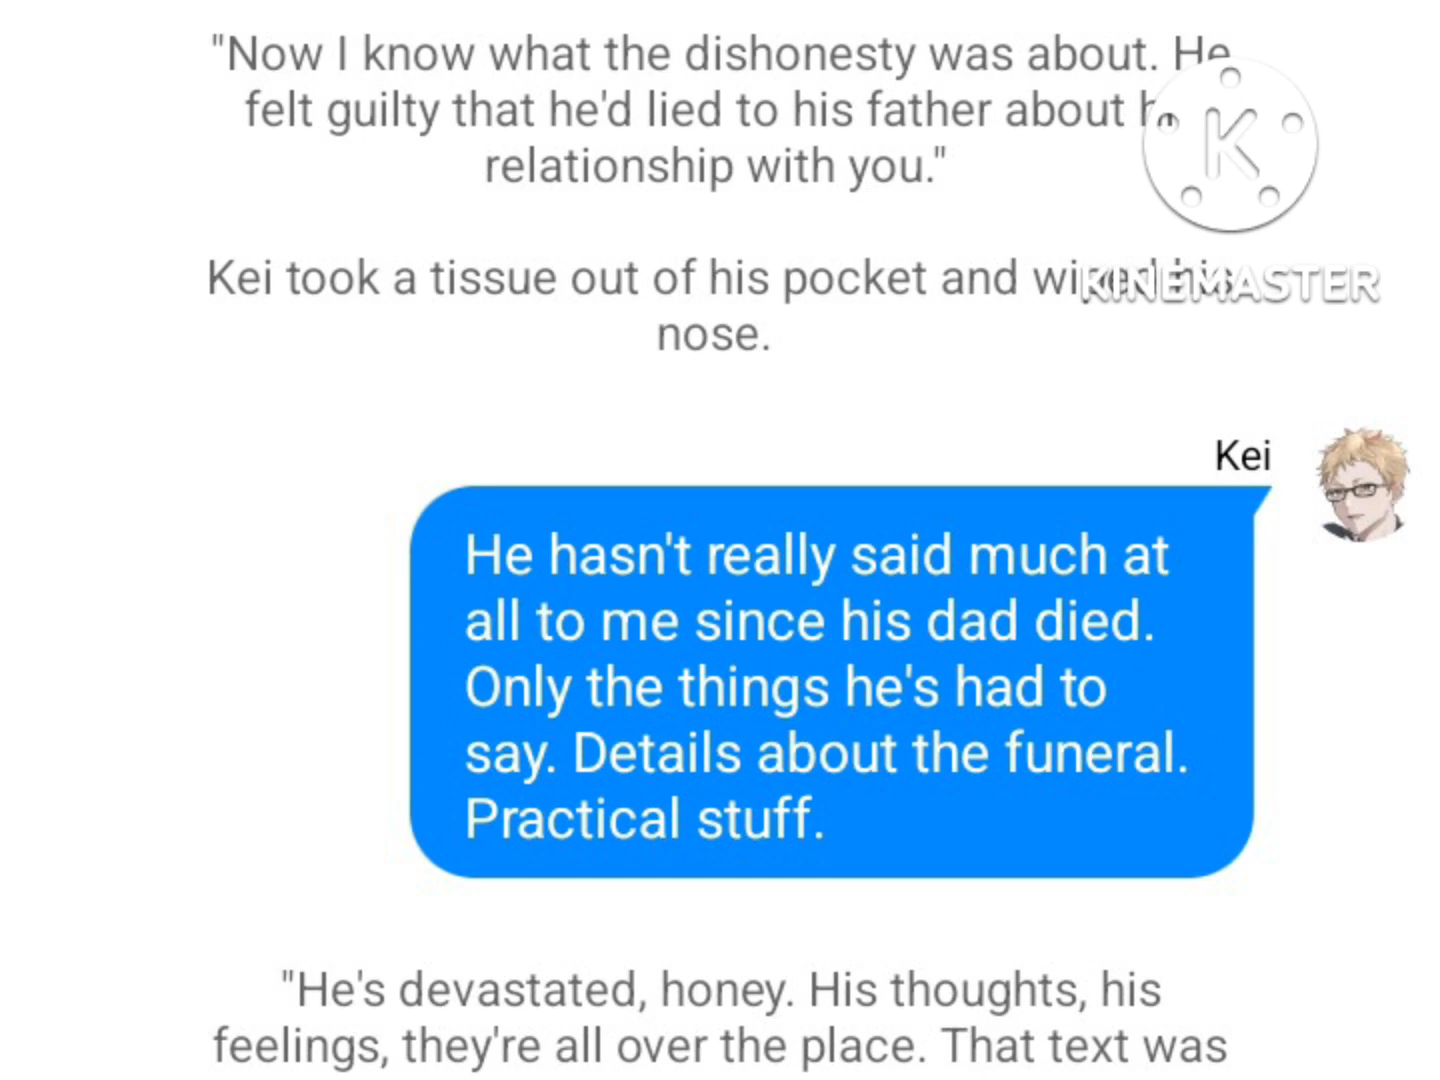 "Now I know what the dishonesty was about. He
felt guilty that he'd lied to his father about
relationship with you."
Kei took a tissue out of his pocket and wiped his
nose.
K
KINEMASTER
Kei
He hasn't really said much at
all to me since his dad died.
Only the things he's had to
say. Details about the funeral.
Practical stuff.
"He's devastated, honey. His thoughts, his
feelings, they're all over the place. That text was